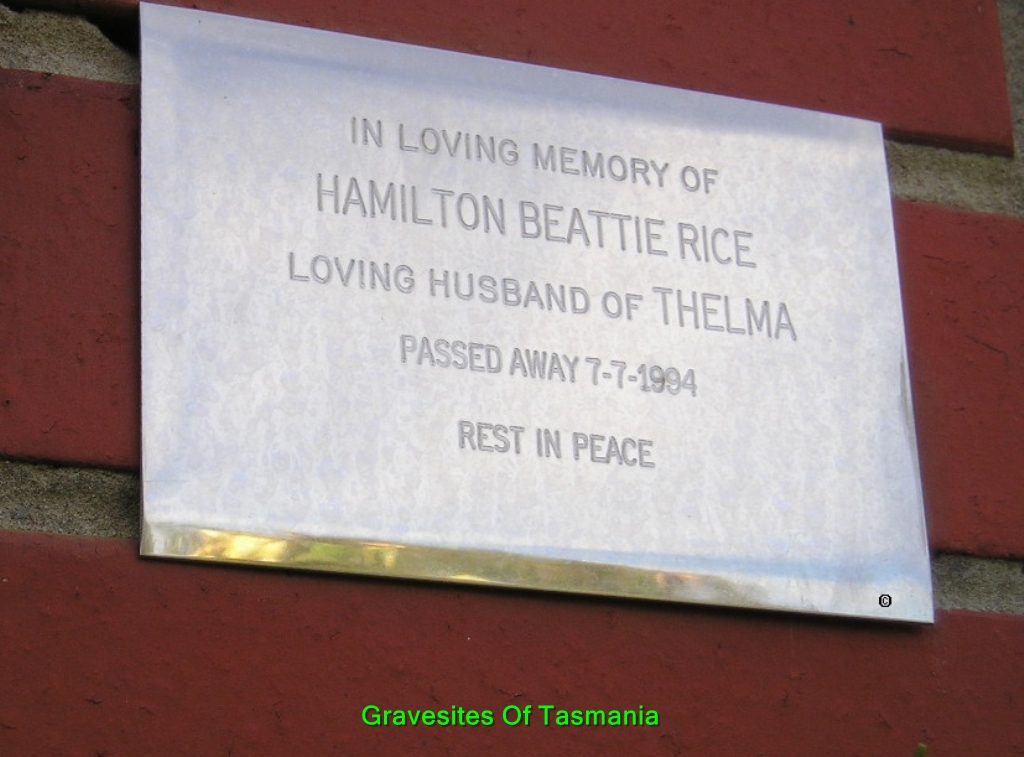 IN LOVING MEMORY OF
HAMILTON BEATTIE RICE
LOVING HUSBAND OF THELMA
PASSED AWAY 7-7-1994
REST IN PEACE
©
Gravesites Of Tasmania